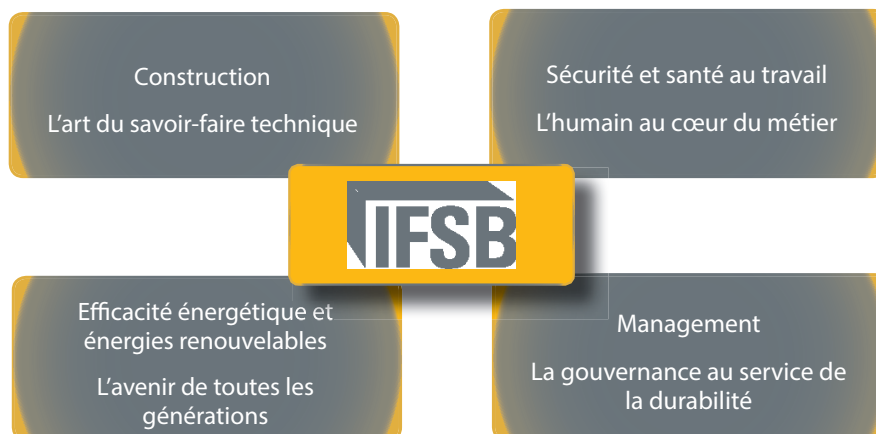 Construction
L'art du savoir-faire technique
Sécurité et santé au travail
L'humain au cœur du métier
IFSB
Efficacité énergétique et
énergies renouvelables
L'avenir de toutes les
générations
Management
La gouvernance au service de
la durabilité